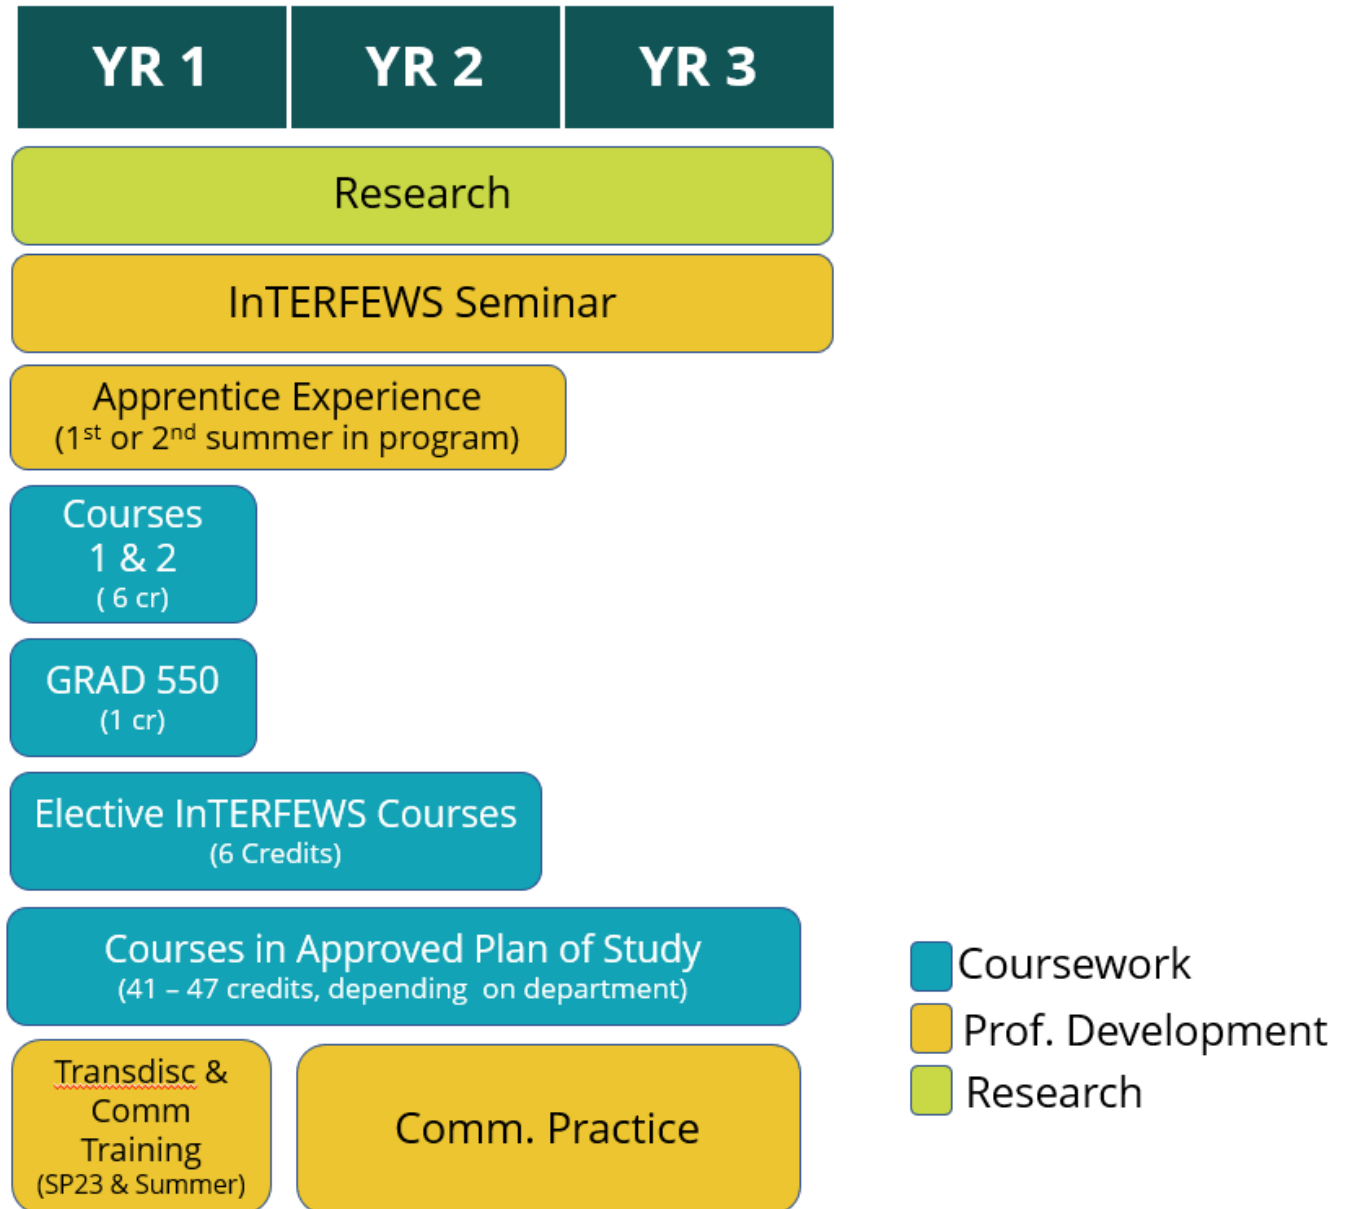 YR 1
YR 2
YR 3
Research
InTERFEWS Seminar
Apprentice Experience
(1st or 2nd summer in program)
Courses
1 & 2
( 6 cr)
GRAD 550
(1 cr)
Elective InTERFEWS Courses
(6 Credits)
Courses in Approved Plan of Study
(41 – 47 credits, depending  on department)
Transdisc &
Comm
Training
(SP23 & Summer)
Comm. Practice
Coursework
Prof. Development
Research